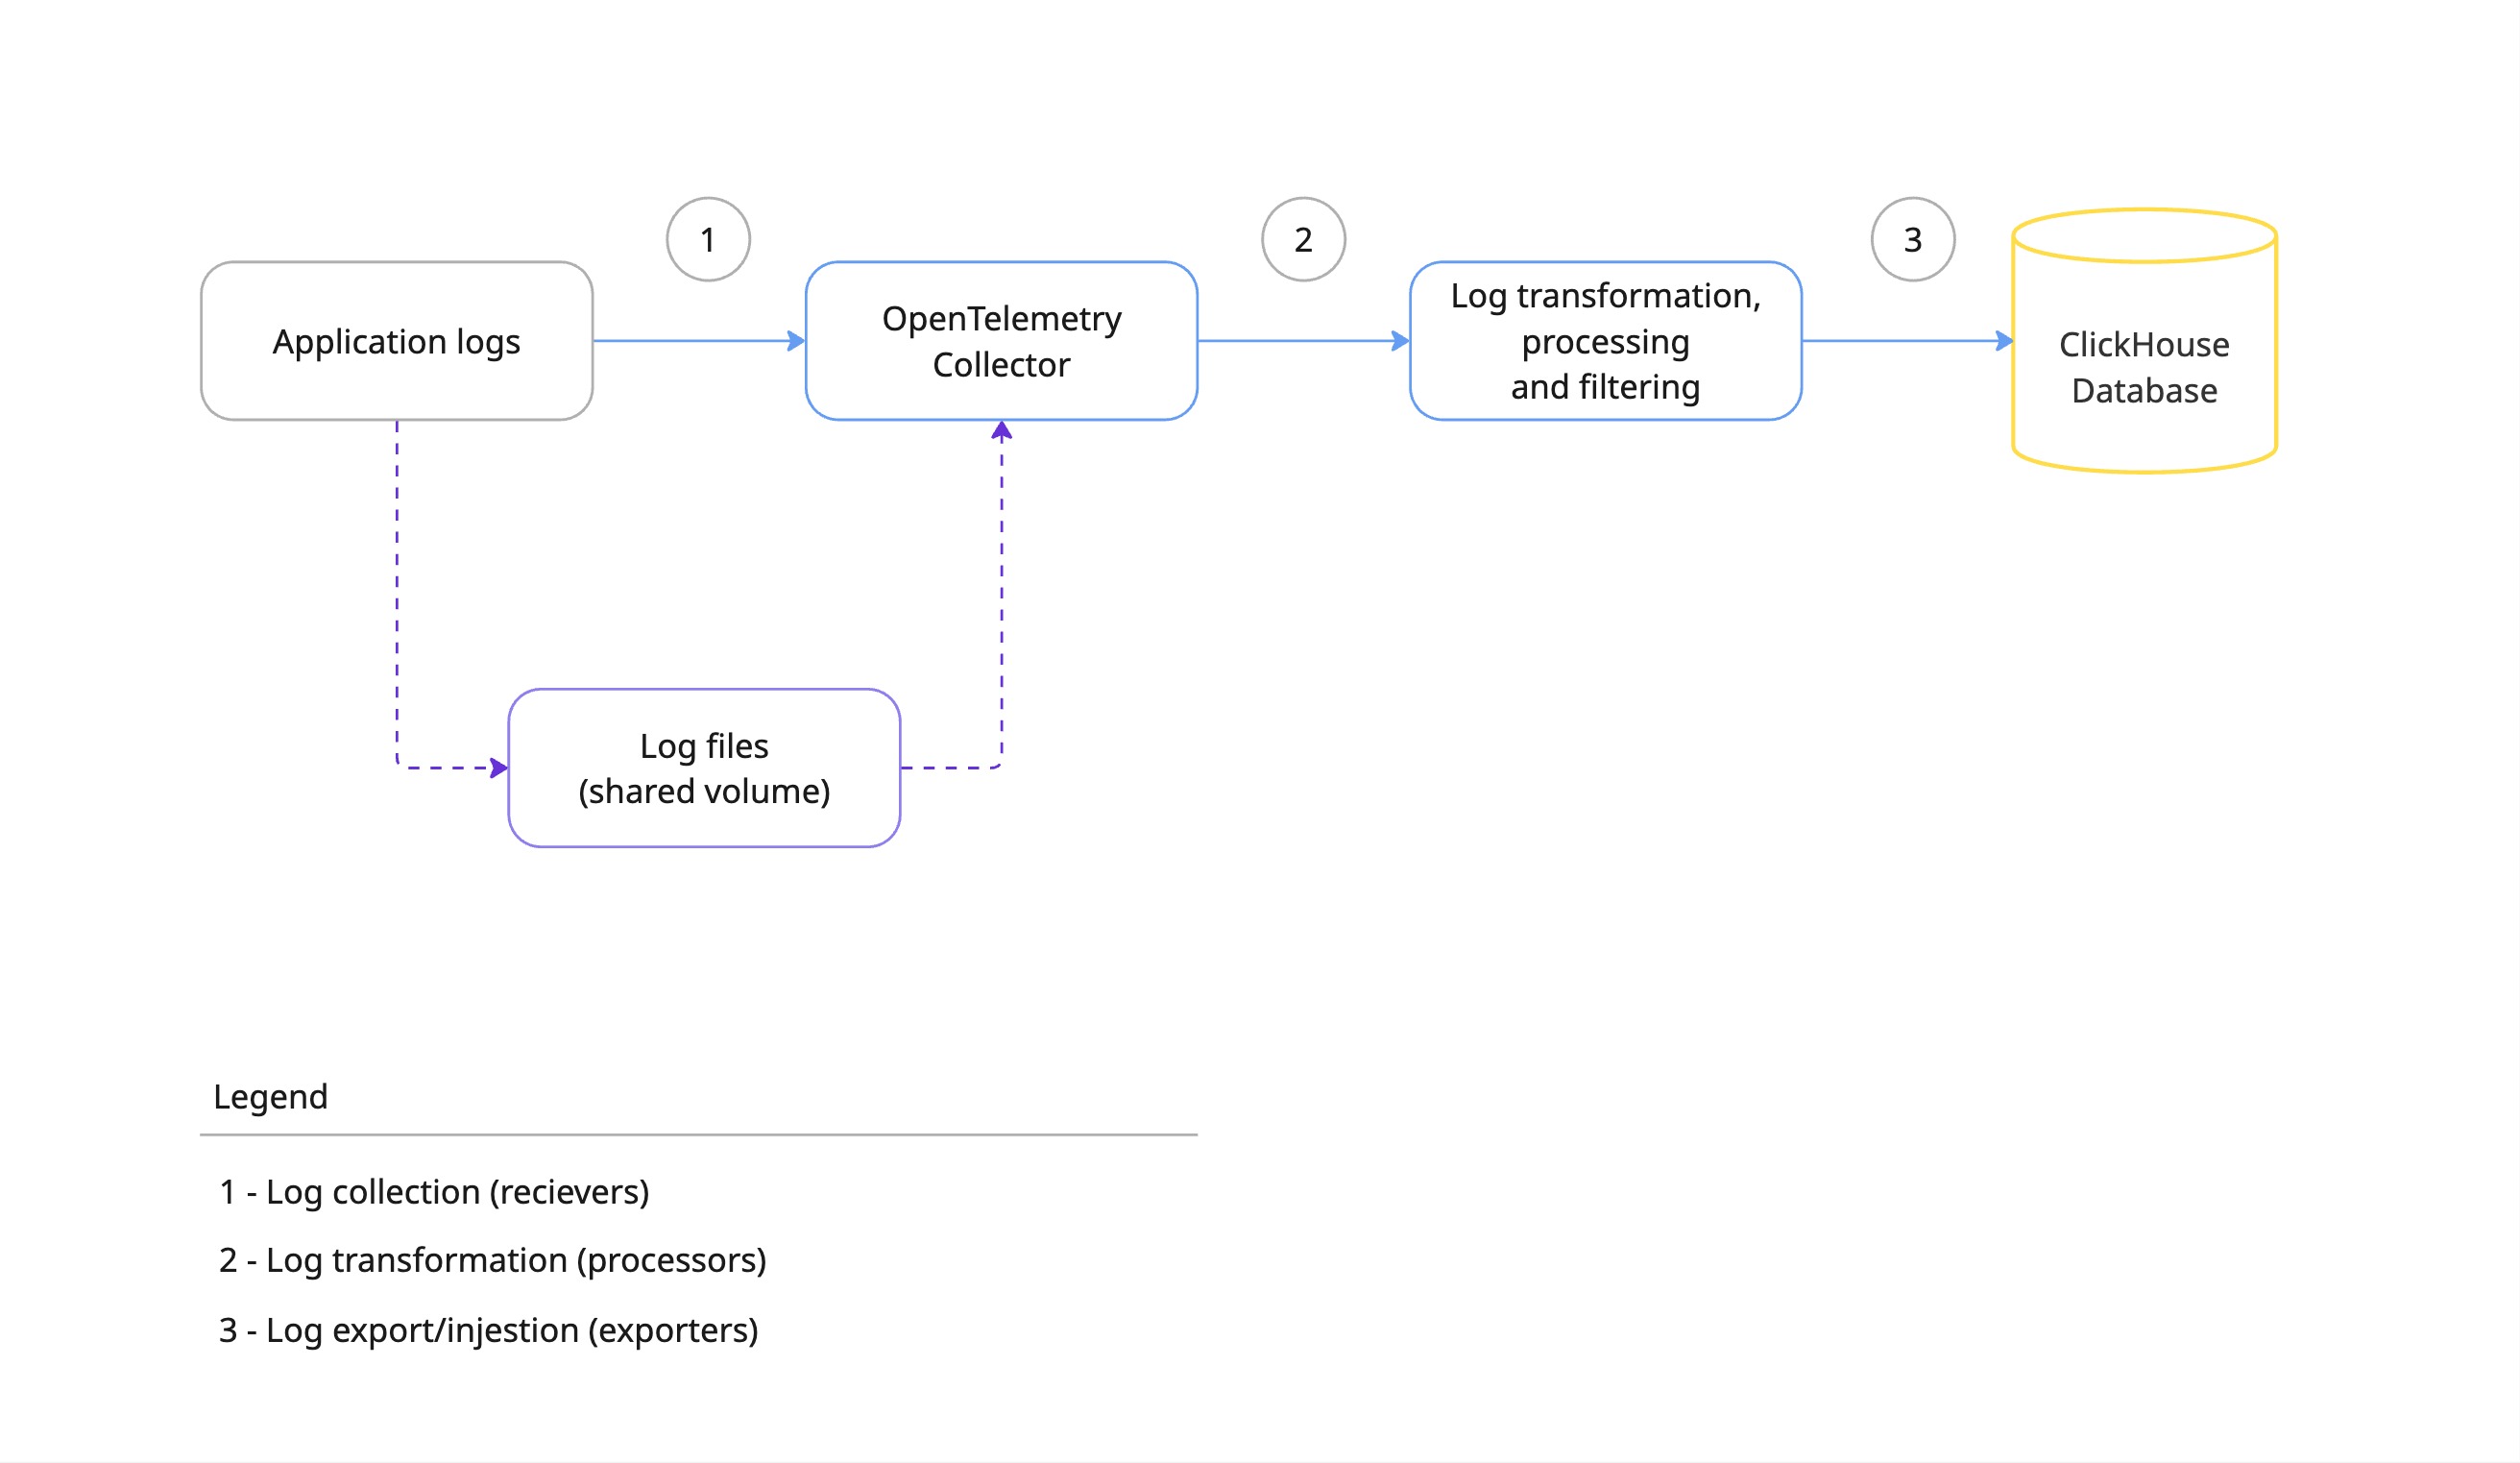 1
2
3
Application logs
OpenTelemetry
Collector
Log transformation,
processing
and filtering
ClickHouse
Database
Log files
(shared volume)
Legend
1 - Log collection (recievers)
2 - Log transformation (processors)
3 - Log export/injestion (exporters)